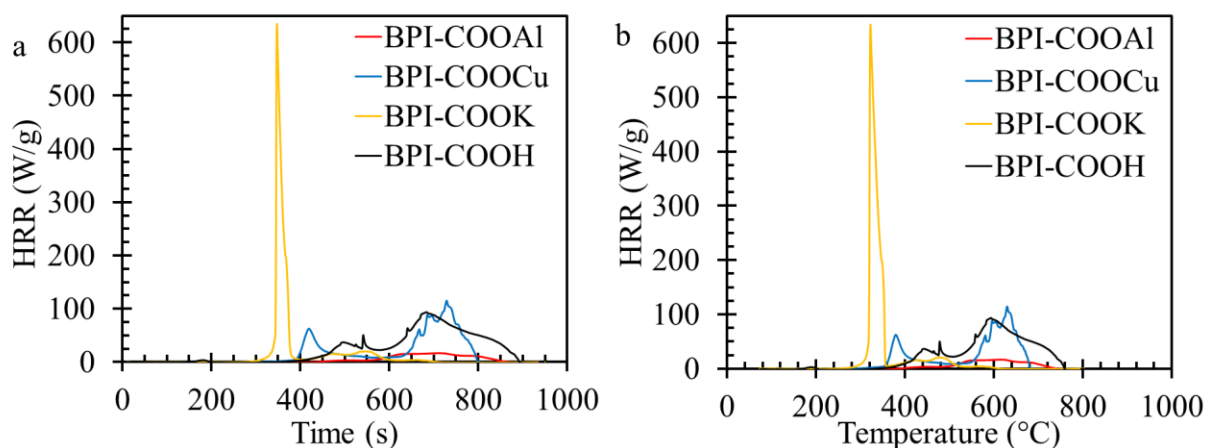 a
HRR (W/g)
600
500
400
300
200
100
0
BPI-COOAl
BPI-COOCu
BPI-COOK
BPI-COOH
0 200 400 600 800 1000
Time (s)
b
HRR (W/g)
600
500
400
300
200
100
0
BPI-COOAl
BPI-COOCu
BPI-COOK
BPI-COOH
0 200 400 600 800 1000
Temperature (°C)